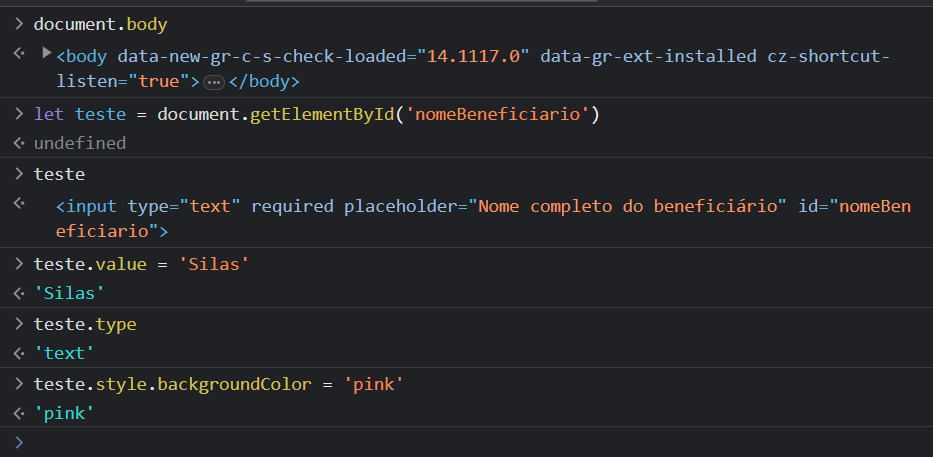 > document.body
<· ▶<body data-new-gr-c-s-check-loaded="14.1117.0" data-gr-ext-installed cz-shortcut-
listen="true">…</body>
> let teste = document.getElementById('nomeBeneficiario')
<· undefined
> teste
<· <input type="text" required placeholder="Nome completo do beneficiário" id="nomeBen
eficiario">
> teste.value = 'Silas'
<· 'Silas'
> teste.type
<· 'text'
> teste.style.backgroundColor = 'pink'
<· 'pink'
>